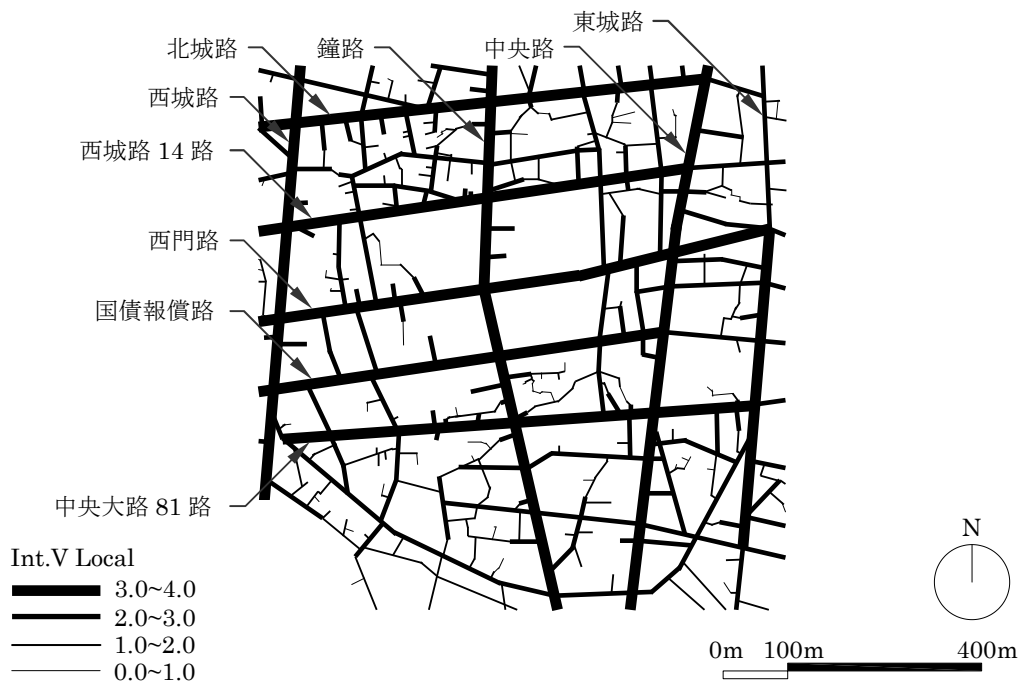 東城路
北城路
鐘路
中央路
西城路
西城路 14 路
西門路
国債報償路
中央大路 81 路
Int.V Local
3.0~4.0
2.0~3.0
1.0~2.0
0.0~1.0
N
0m 100m 400m